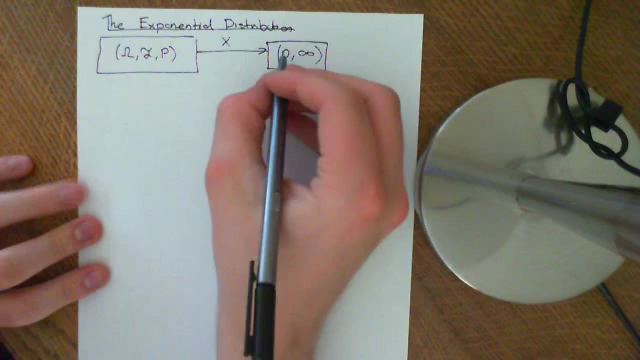 The Exponential Distribution
X
(Ω, ℱ, P) (0, ∞)